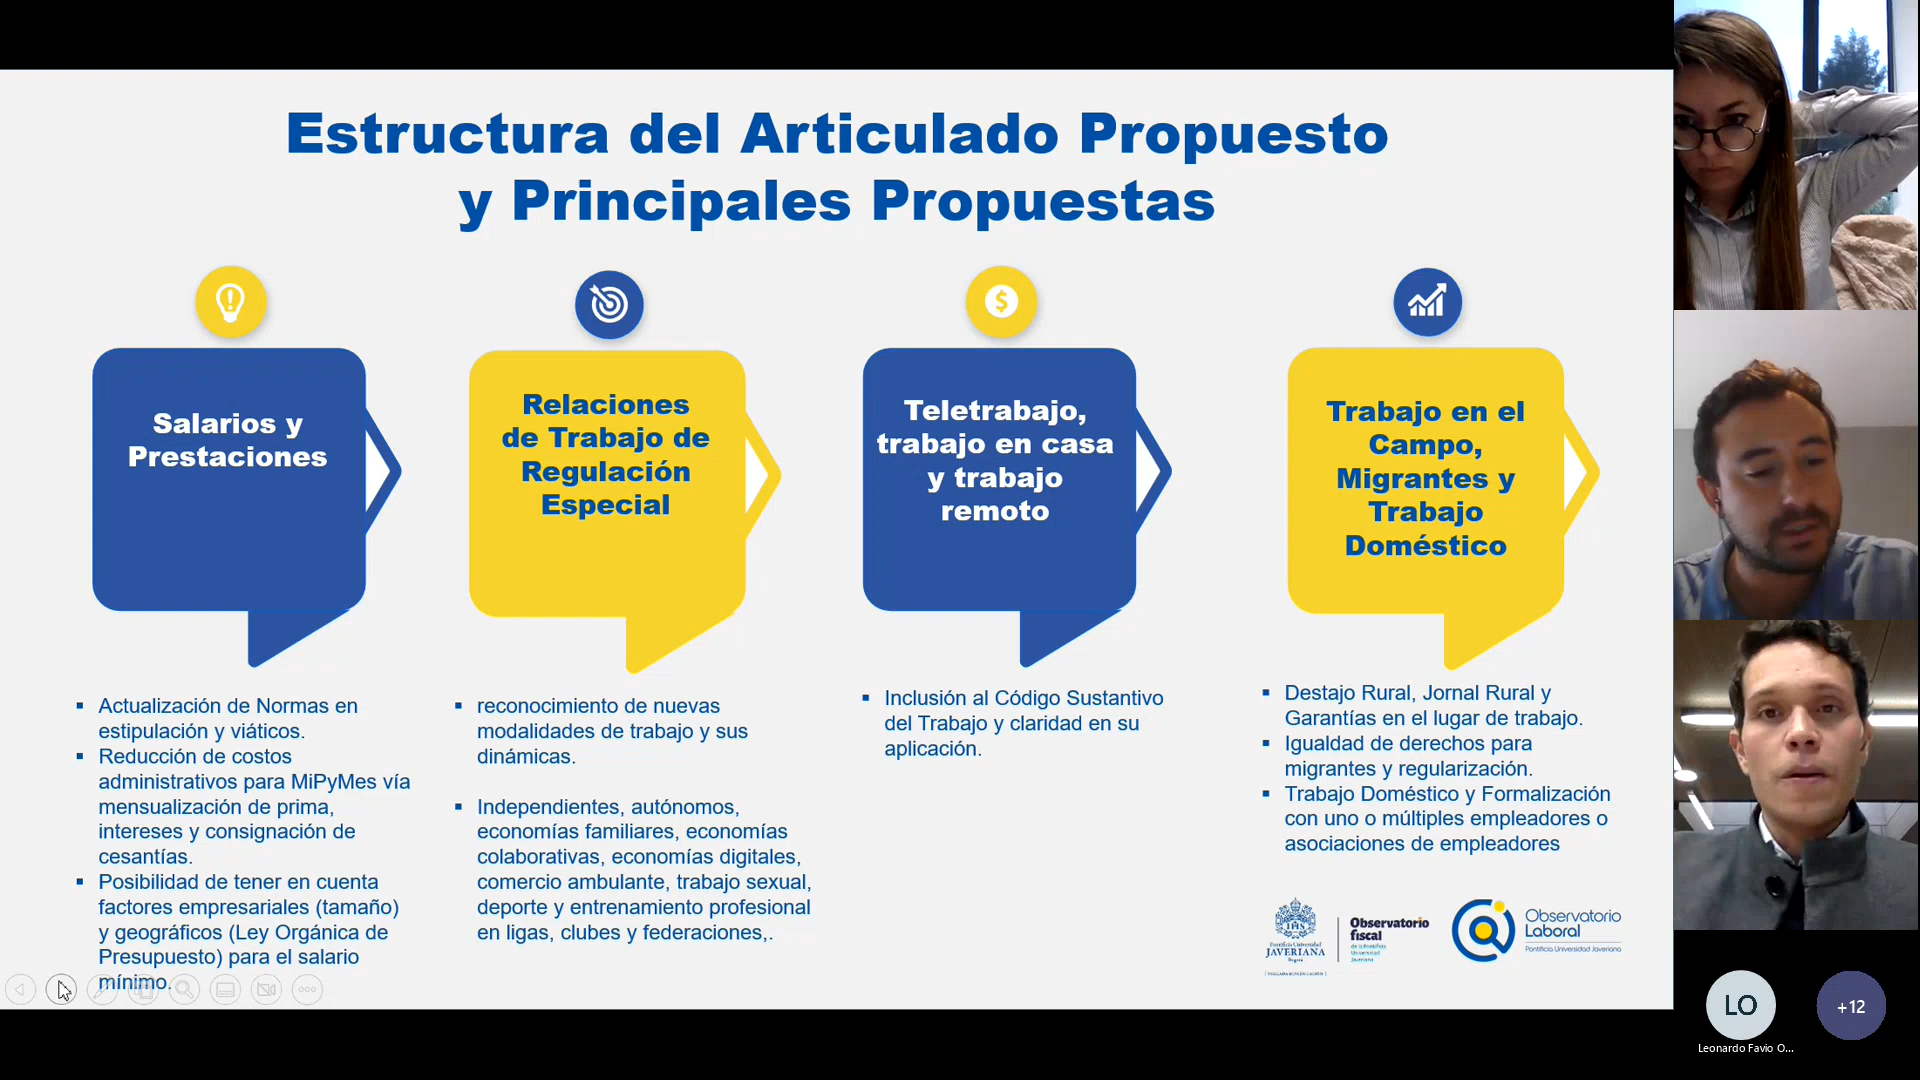 Estructura del Articulado Propuesto
y Principales Propuestas
Salarios y
Prestaciones
▪ Actualización de Normas en
estipulación y viáticos.
▪ Reducción de costos
administrativos para MiPyMes vía
mensualización de prima,
intereses y consignación de
cesantías.
▪ Posibilidad de tener en cuenta
factores empresariales (tamaño)
y geográficos (Ley Orgánica de
Presupuesto) para el salario
mínimo.
Relaciones
de Trabajo de
Regulación
Especial
▪ reconocimiento de nuevas
modalidades de trabajo y sus
dinámicas.
▪ Independientes, autónomos,
economías familiares, economías
colaborativas, economías digitales,
comercio ambulante, trabajo sexual,
deporte y entrenamiento profesional
en ligas, clubes y federaciones,.
$
Teletrabajo,
trabajo en casa
y trabajo
remoto
▪ Inclusión al Código Sustantivo
del Trabajo y claridad en su
aplicación.
Trabajo en el
Campo,
Migrantes y
Trabajo
Doméstico
▪ Destajo Rural, Jornal Rural y
Garantías en el lugar de trabajo.
▪ Igualdad de derechos para
migrantes y regularización.
▪ Trabajo Doméstico y Formalización
con uno o múltiples empleadores o
asociaciones de empleadores
Pontificia Universidad
JAVERIANA
Bogotá
Observatorio
fiscal
de la Pontificia
Universidad
Javeriana
Observatorio
Laboral
Pontificia Universidad Javeriana
LO
Leonardo Favio O...
+12